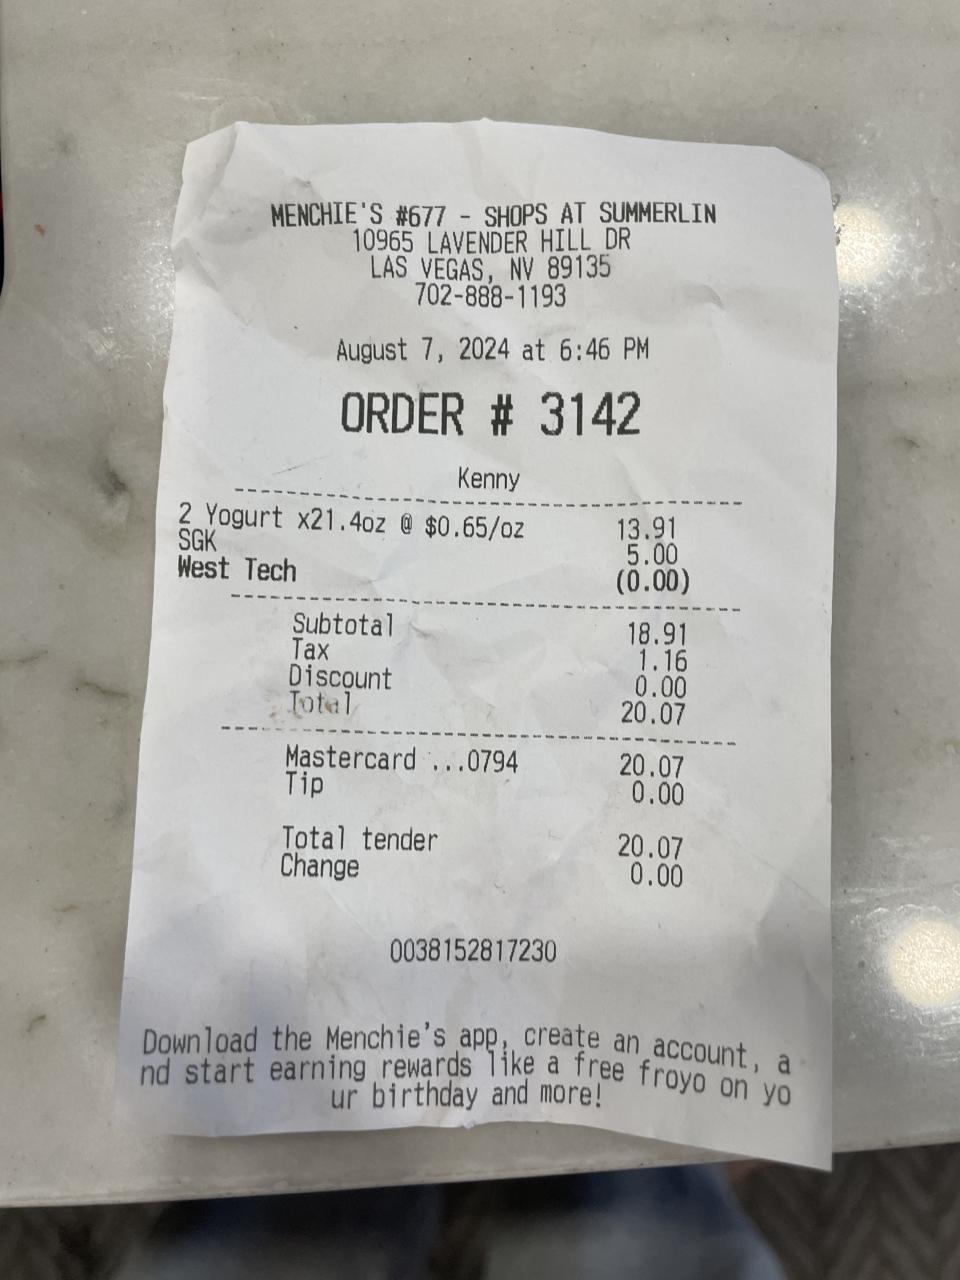 MENCHIE'S #677 - SHOPS AT SUMMERLIN
10965 LAVENDER HILL DR
LAS VEGAS, NV 89135
702-888-1193
August 7, 2024 at 6:46 PM
ORDER # 3142
Kenny
2 Yogurt x21.4oz @ $0.65/oz 13.91
SGK 5.00
West Tech (0.00)
Subtotal 18.91
Tax 1.16
Discount 0.00
Total 20.07
Mastercard ...0794 20.07
Tip 0.00
Total tender 20.07
Change 0.00
0038152817230
Download the Menchie's app, create an account, a
nd start earning rewards like a free froyo on yo
ur birthday and more!